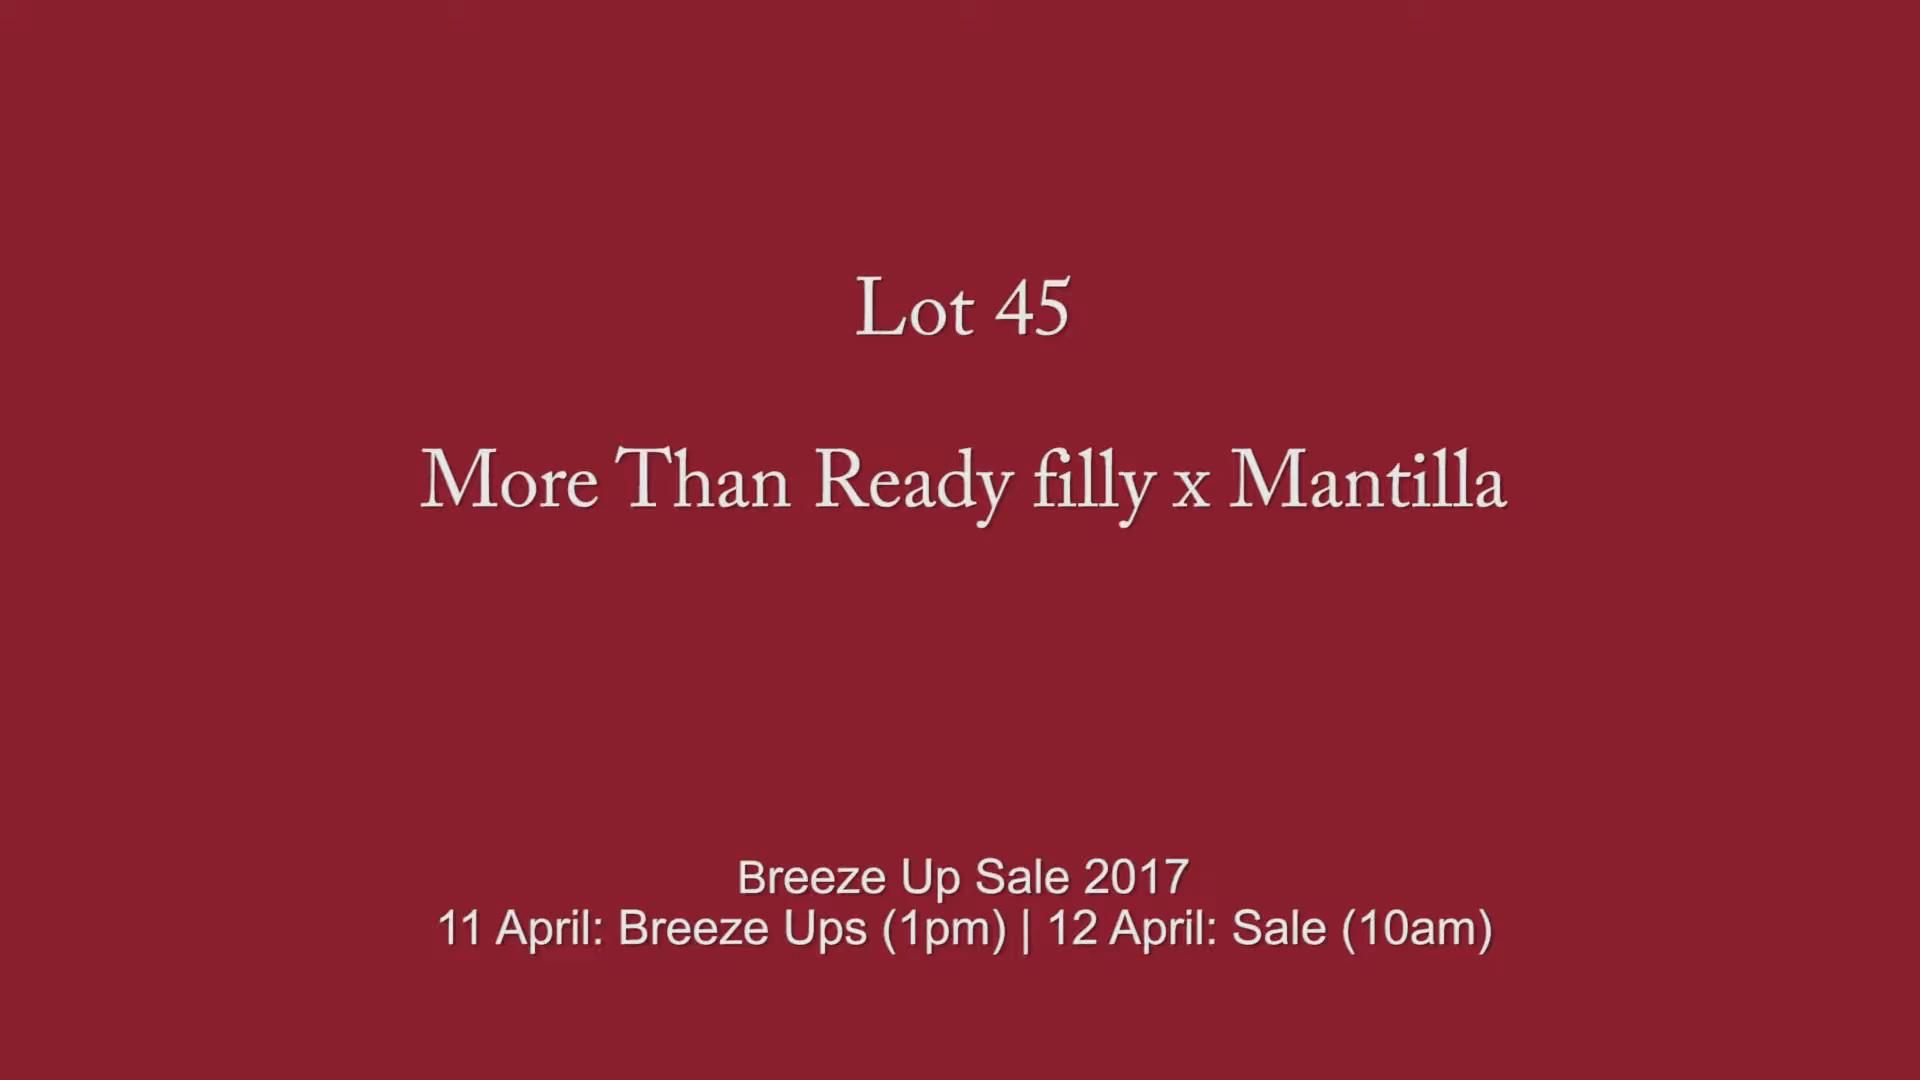 Lot 45
More Than Ready filly x Mantilla
Breeze Up Sale 2017
11 April: Breeze Ups (1pm) | 12 April: Sale (10am)